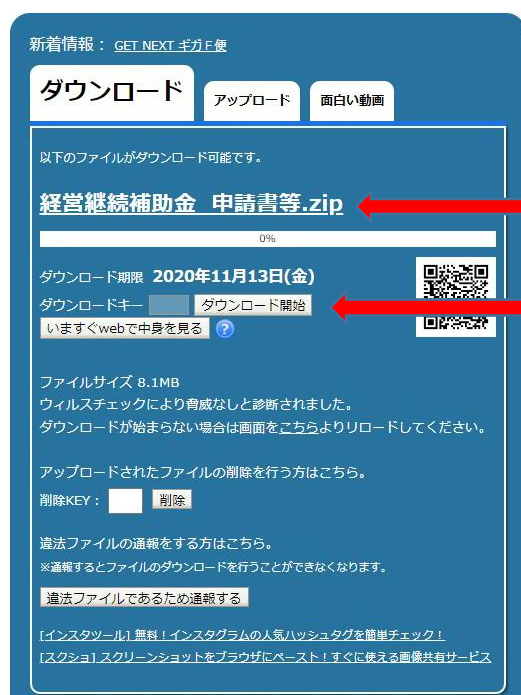 新着情報： GET NEXT ギガF便
ダウンロード アップロード 面白い動画
以下のファイルがダウンロード可能です。
経営継続補助金 申請書等.zip
0%
ダウンロード期限 2020年11月13日(金)
ダウンロードキー ダウンロード開始
いますぐwebで中身を見る ?
ファイルサイズ 8.1MB
ウィルスチェックにより脅威なしと診断されました。
ダウンロードが始まらない場合は画面をこちらよりリロードしてください。
アップロードされたファイルの削除を行う方はこちら。
削除KEY： 削除
違法ファイルの通報をする方はこちら。
※通報するとファイルのダウンロードを行うことができなくなります。
違法ファイルであるため通報する
[インスタツール] 無料！インスタグラムの人気ハッシュタグを簡単チェック！
[スクショ] スクリーンショットをブラウザにペースト！すぐに使える画像共有サービス